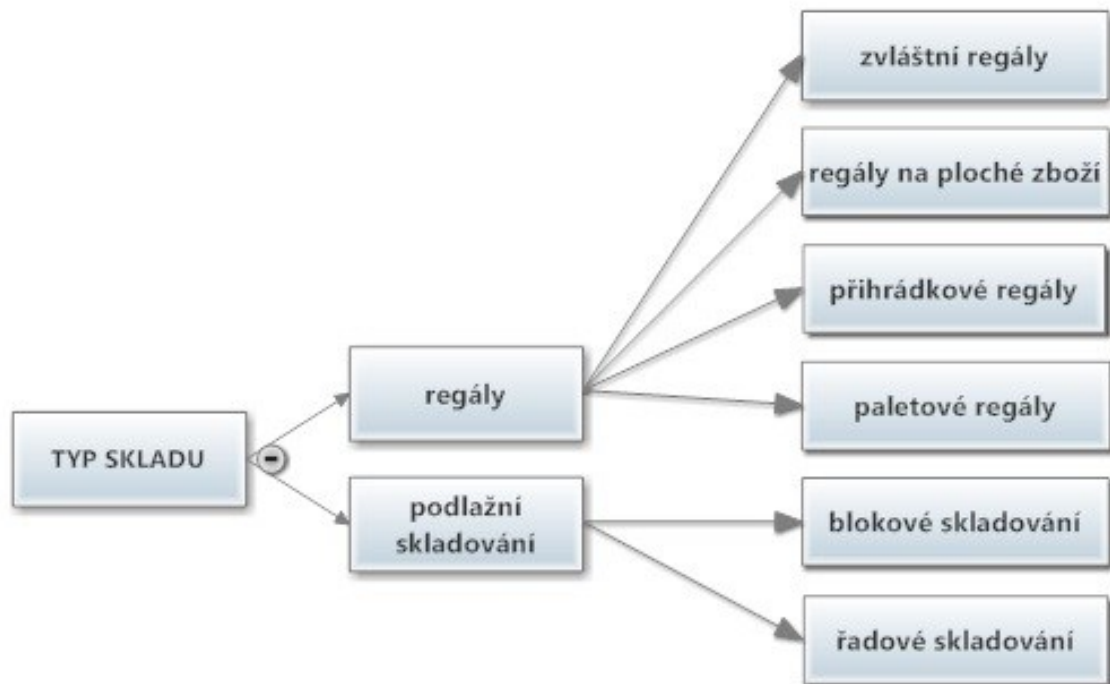 zvláštní regály
regály na ploché zboží
přihrádkové regály
regály
paletové regály
TYP SKLADU
podlažní
skladování
blokové skladování
řadové skladování